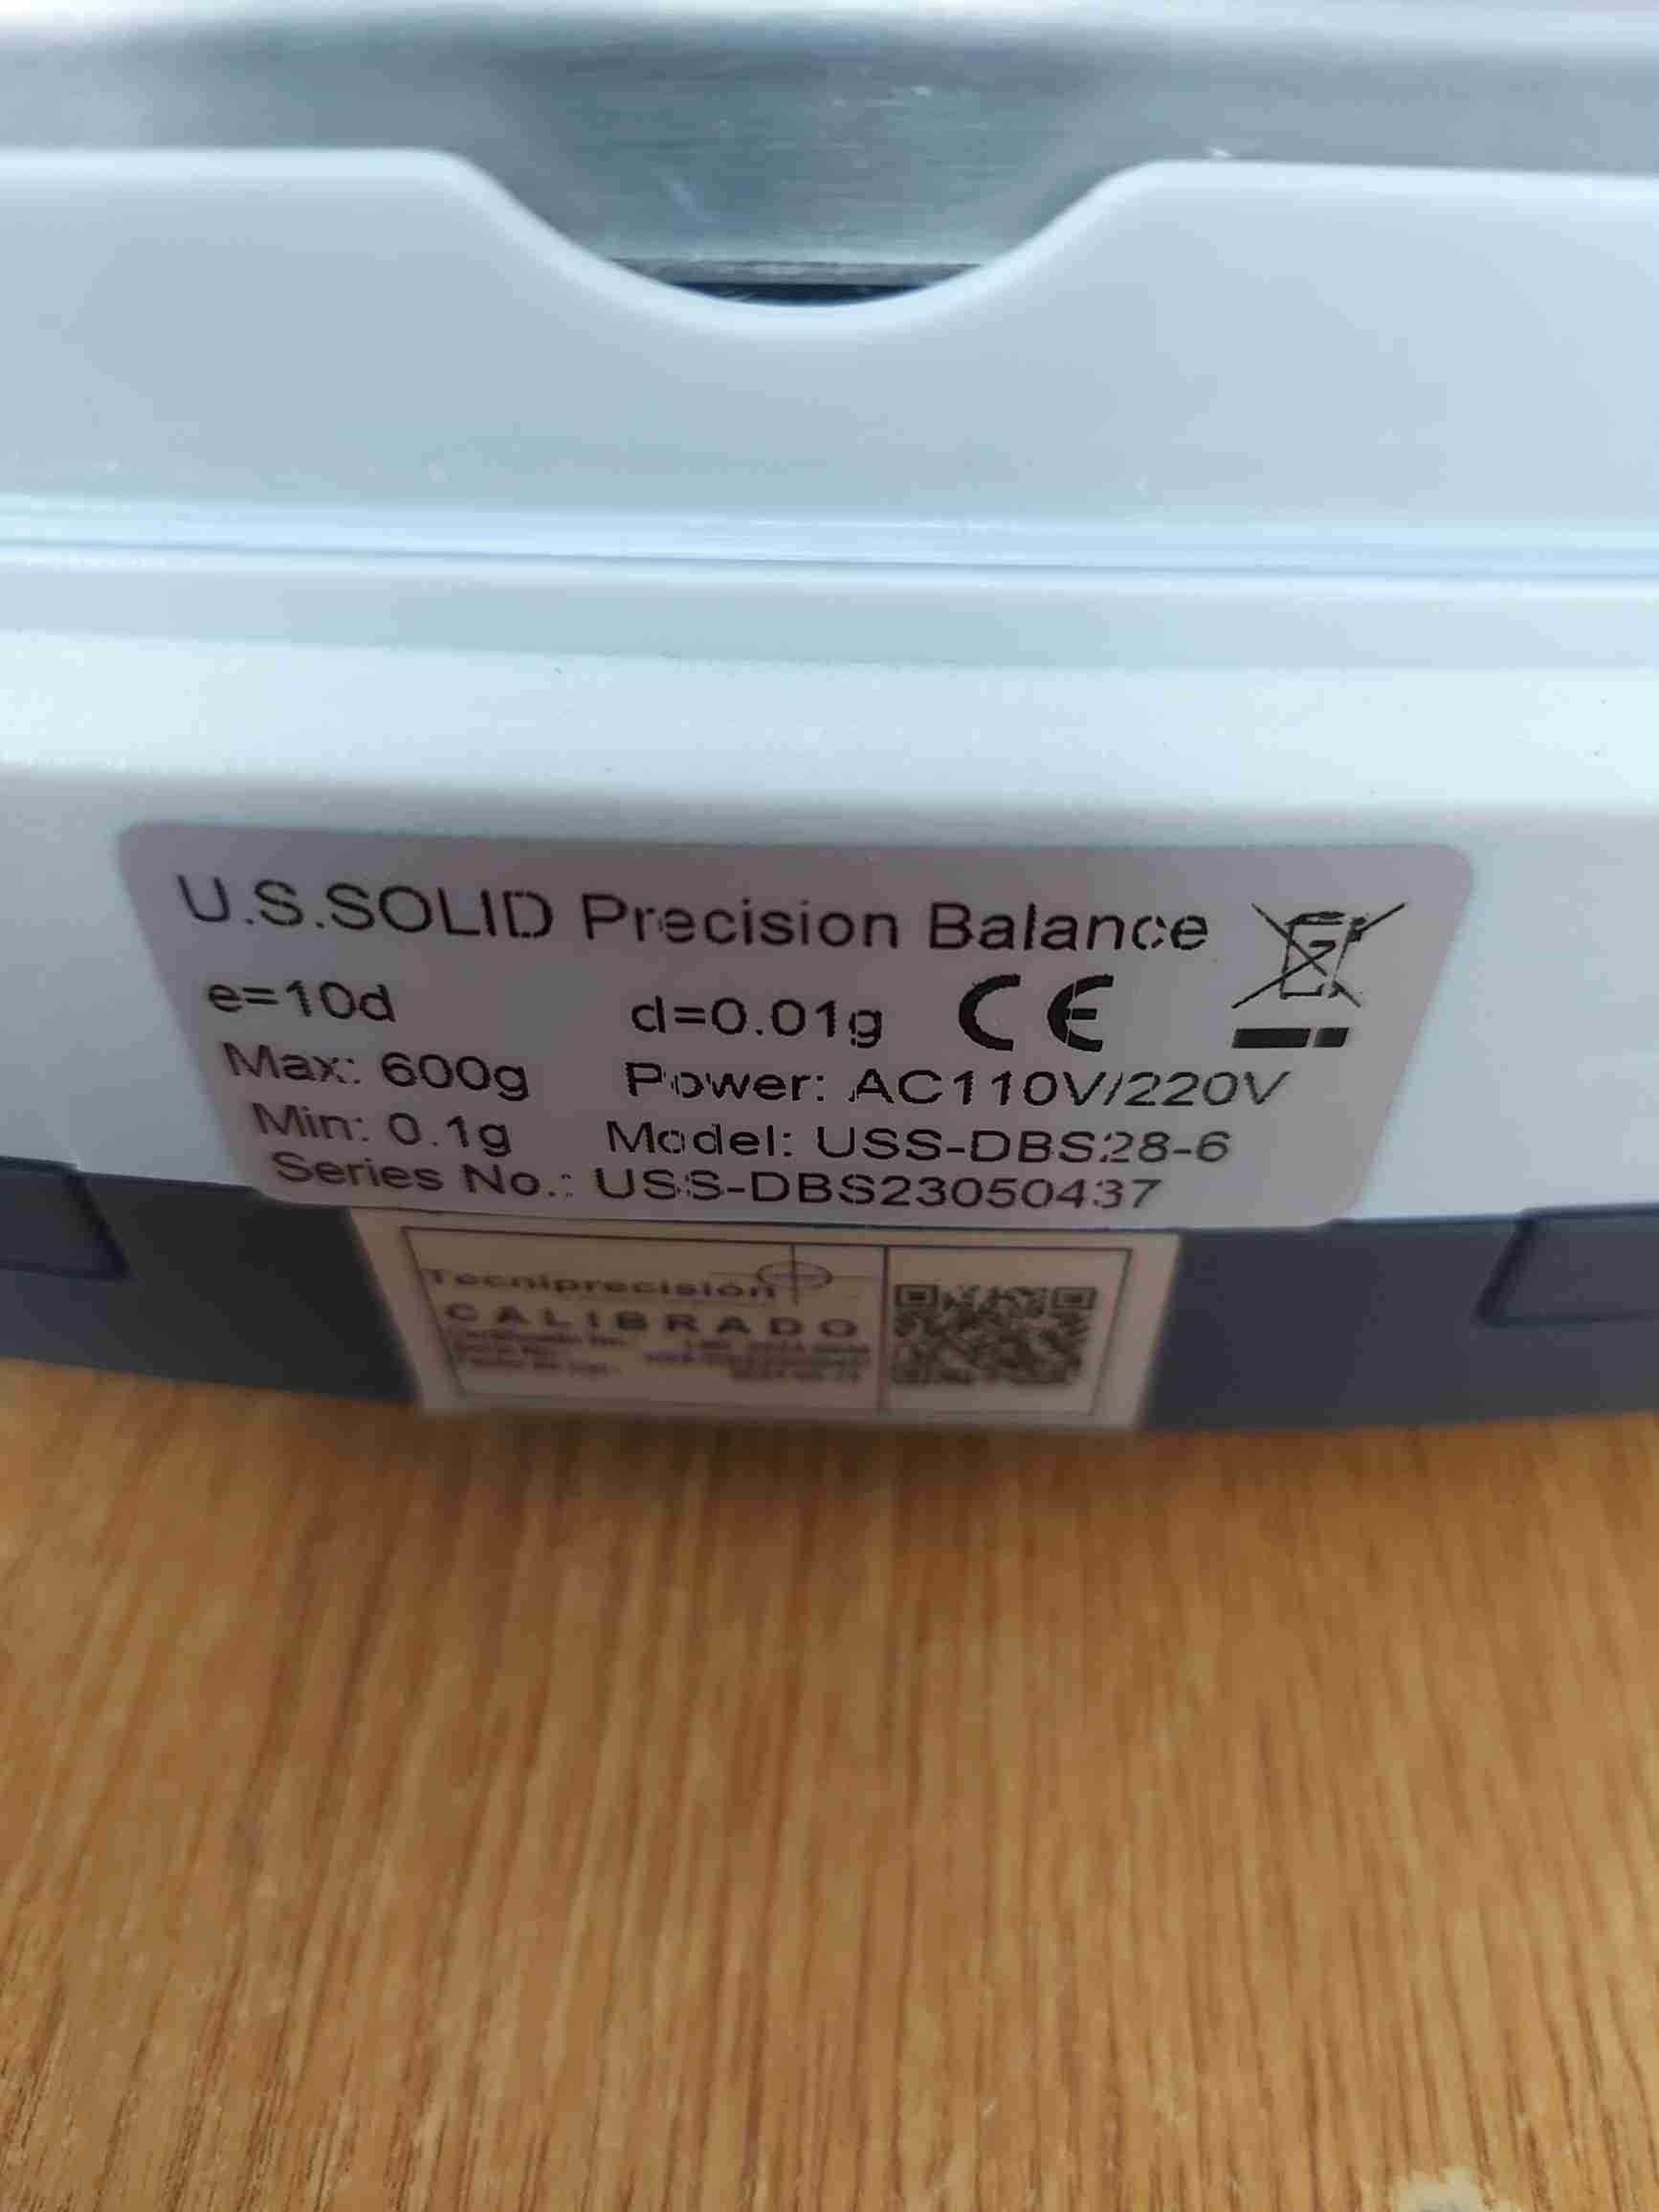 U.S.SOLID Precision Balance
e=10d d=0.01g CE
Max: 600g Power: AC110V/220V
Min: 0.1g Model: USS-DBS28-6
Series No.: USS-DBS23050437
Tecniprecisión
CALIBRADO